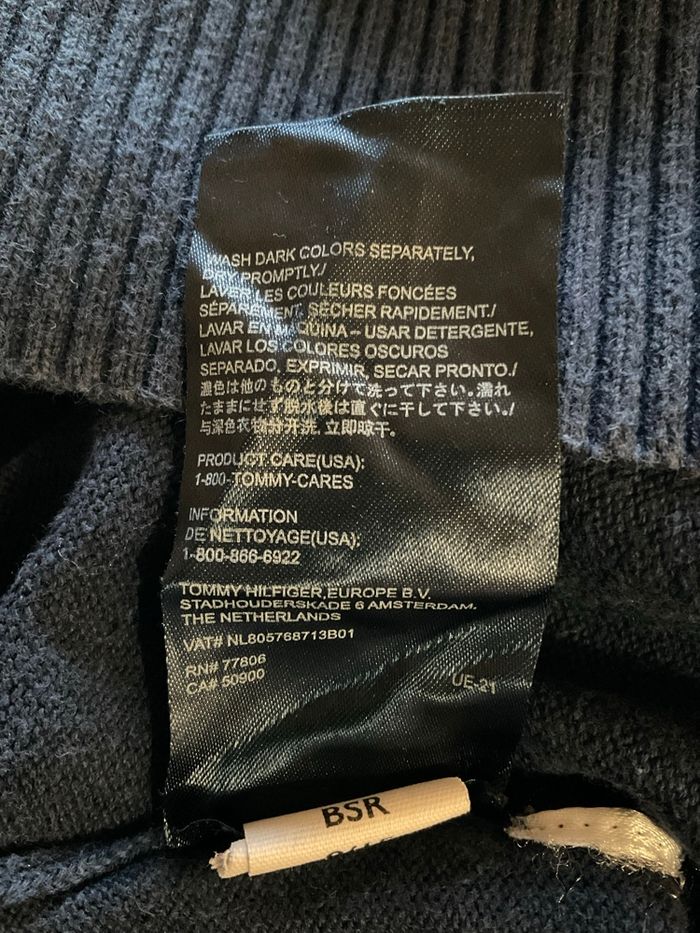 WASH DARK COLORS SEPARATELY,
PROMPTLY./
LES COULEURS FONCÉES
SÉPARÉMENT. SÉCHER RAPIDEMENT./
LAVAR EN MAQUINA - USAR DETERGENTE,
LAVAR LOS COLORES OSCUROS
SEPARADO, EXPRIMIR, SECAR PRONTO./
濃色は他のものと分けて洗って下さい。濡れ
たままにせず脱水後は直ぐに干して下さい。/
与深色衣物分开洗, 立即晾干。
PRODUCT CARE(USA):
1-800-TOMMY-CARES
INFORMATION
DE NETTOYAGE(USA):
1-800-866-6922
TOMMY HILFIGER,EUROPE B.V.
STADHOUDERSKADE 6 AMSTERDAM.
THE NETHERLANDS
VAT# NL805768713B01
RN# 77806
CA# 50900
UE-21
BSR